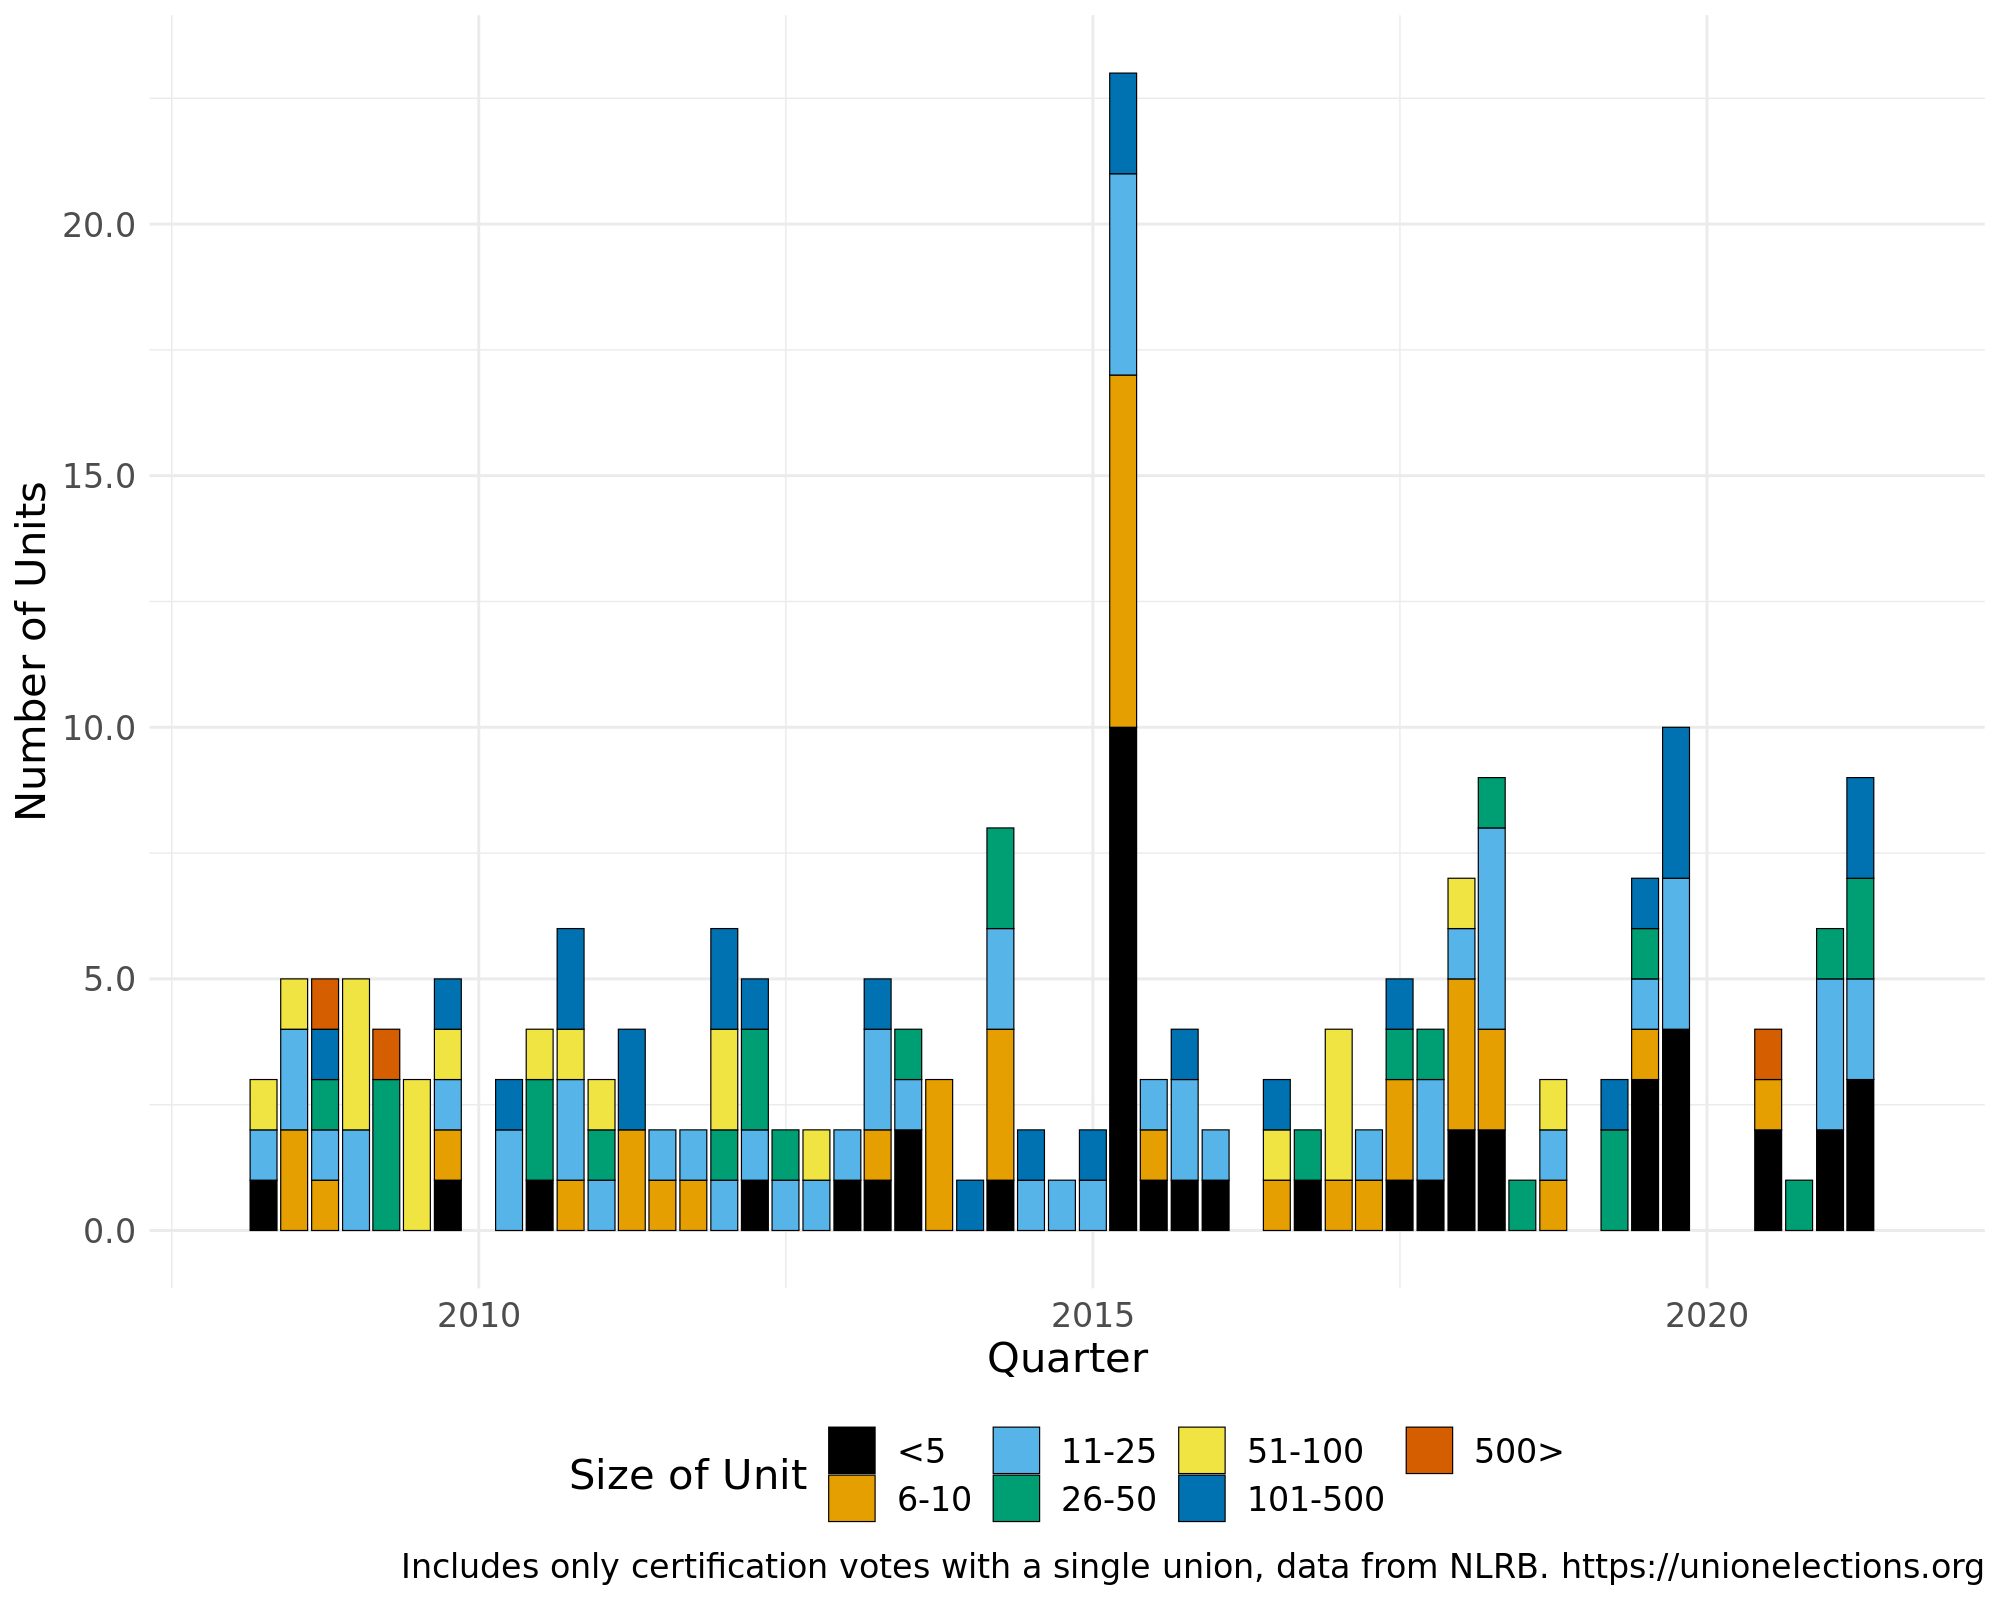 Number of Units
20.0
15.0
10.0
5.0
0.0
2010 2015 2020
Quarter
Size of Unit
<5 11-25 51-100 500>
6-10 26-50 101-500
Includes only certification votes with a single union, data from NLRB. https://unionelections.org